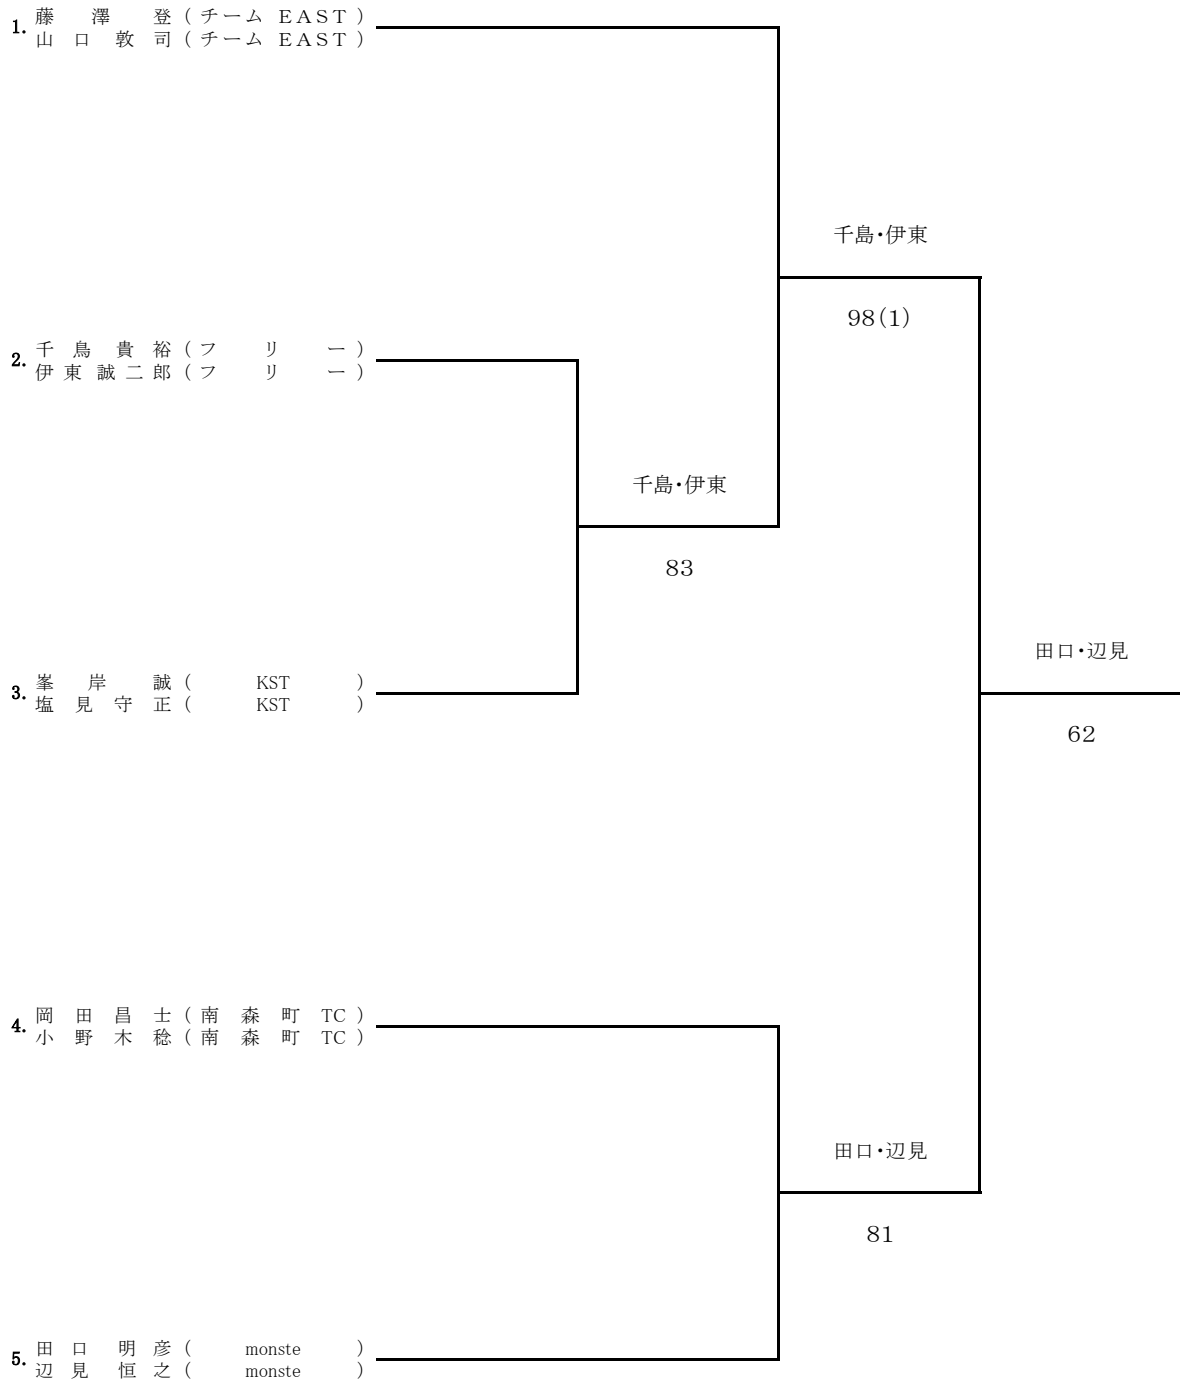 1. 藤澤登(チーム EAST)
山口敦司(チーム EAST)
千島・伊東
98(1)
2. 千鳥貴裕(フリー)
伊東誠二郎(フリー)
千島・伊東
83
田口・辺見
3. 峯岸誠(KST)
塩見守正(KST)
62
4. 岡田昌士(南森町 TC)
小野木稔(南森町 TC)
田口・辺見
81
5. 田口明彦(monste)
辺見恒之(monste)